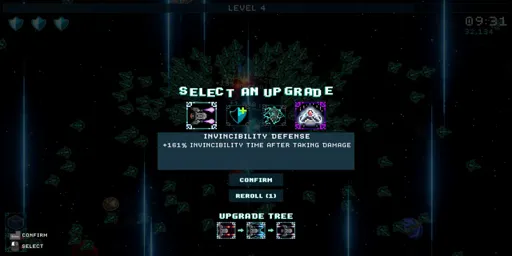 LEVEL 4
09:31
SELECT AN UPGRADE
INVINCIBILITY DEFENSE
+161% INVINCIBILITY TIME AFTER TAKING DAMAGE
CONFIRM
REROLL (1)
UPGRADE TREE
CONFIRM
SELECT